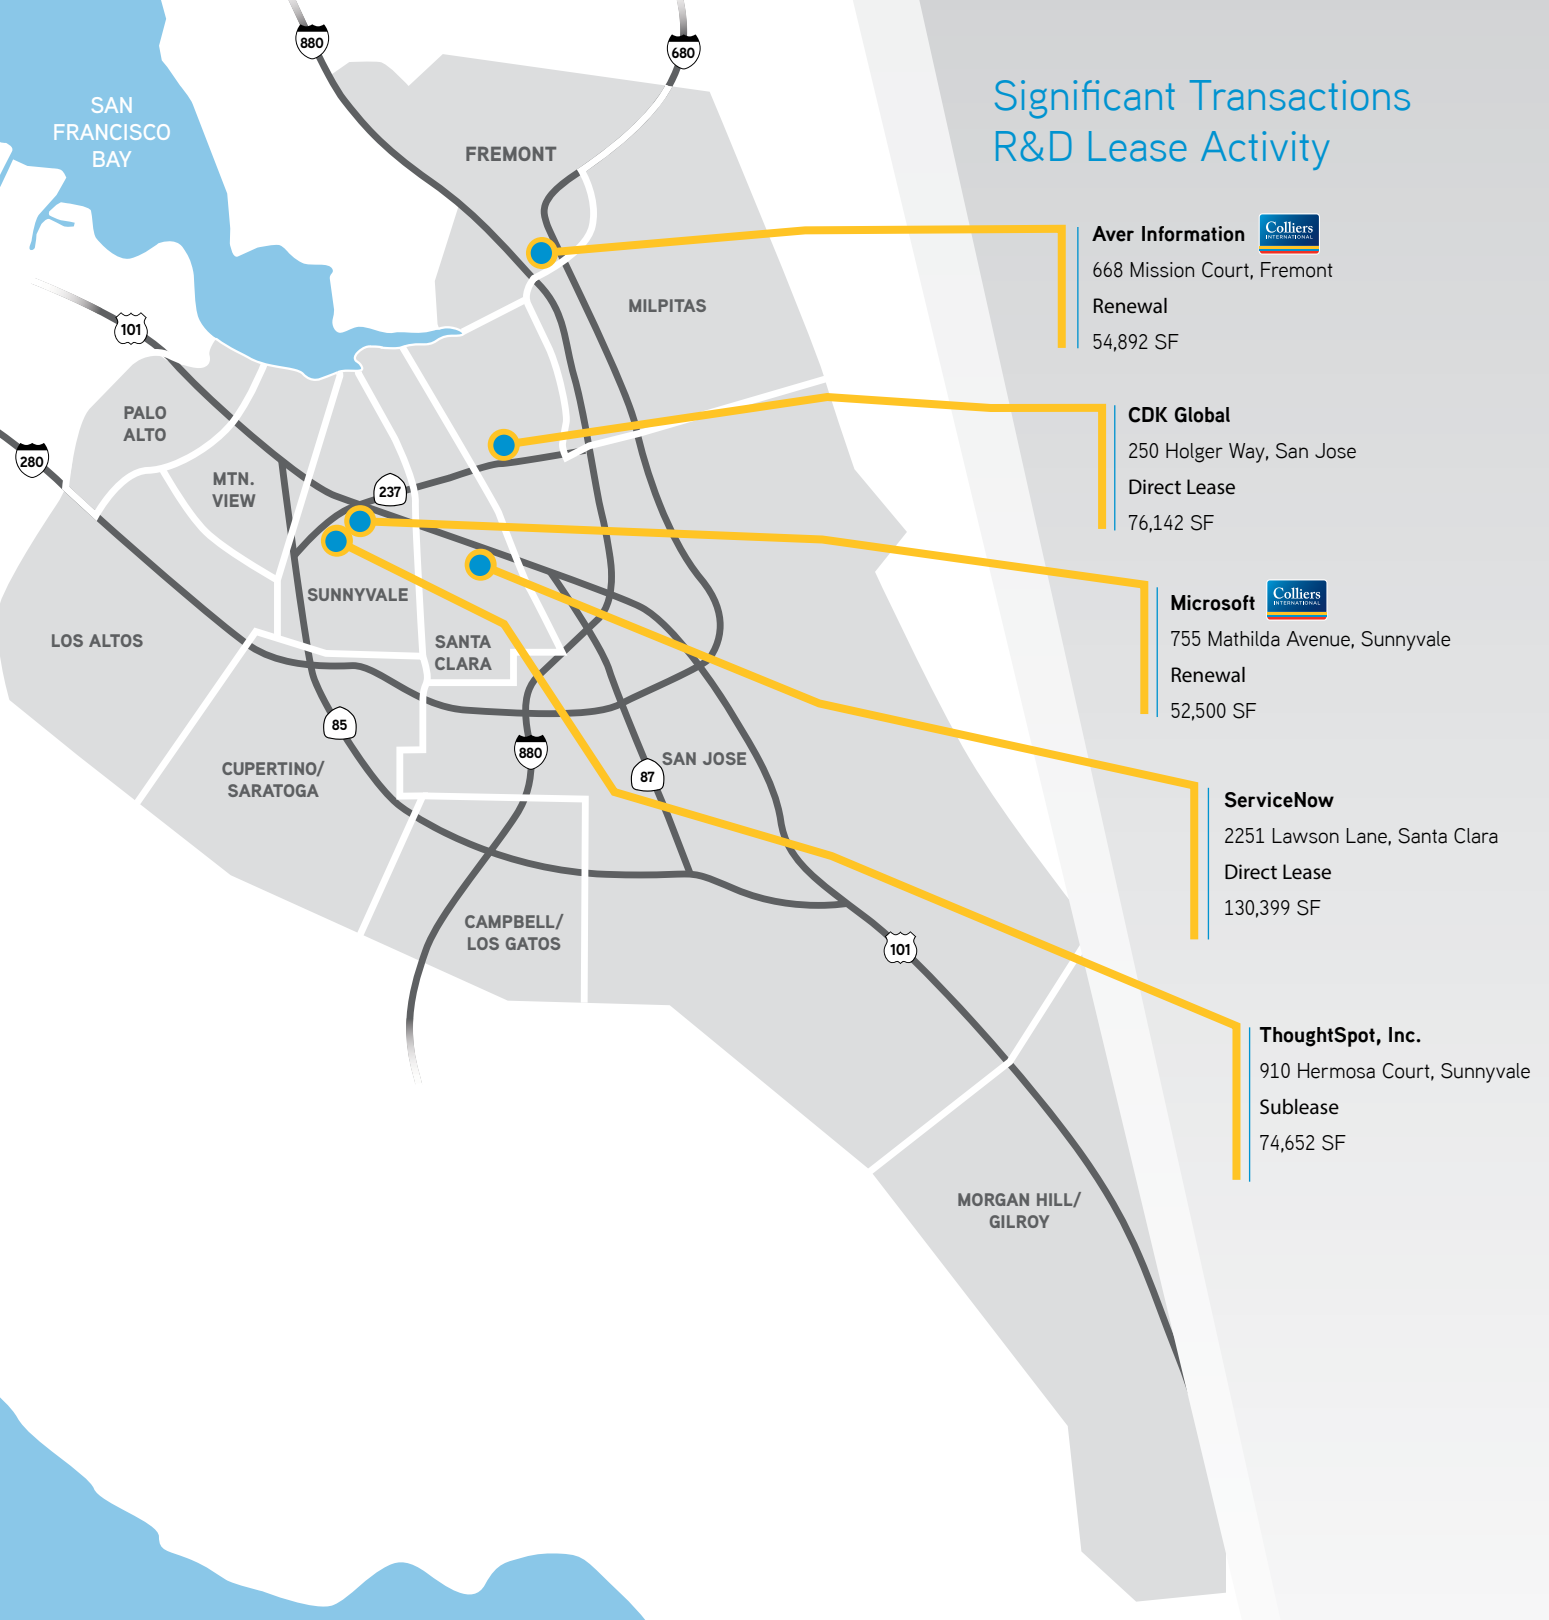 Significant Transactions
R&D Lease Activity
880
680
SAN
FRANCISCO
BAY
FREMONT
Aver Information
Colliers
INTERNATIONAL
668 Mission Court, Fremont
Renewal
54,892 SF
MILPITAS
101
PALO
ALTO
CDK Global
250 Holger Way, San Jose
Direct Lease
76,142 SF
280
MTN.
VIEW
237
SUNNYVALE
Microsoft
Colliers
INTERNATIONAL
755 Mathilda Avenue, Sunnyvale
Renewal
52,500 SF
LOS ALTOS
SANTA
CLARA
85
880
87
SAN JOSE
CUPERTINO/
SARATOGA
ServiceNow
2251 Lawson Lane, Santa Clara
Direct Lease
130,399 SF
CAMPBELL/
LOS GATOS
101
ThoughtSpot, Inc.
910 Hermosa Court, Sunnyvale
Sublease
74,652 SF
MORGAN HILL/
GILROY